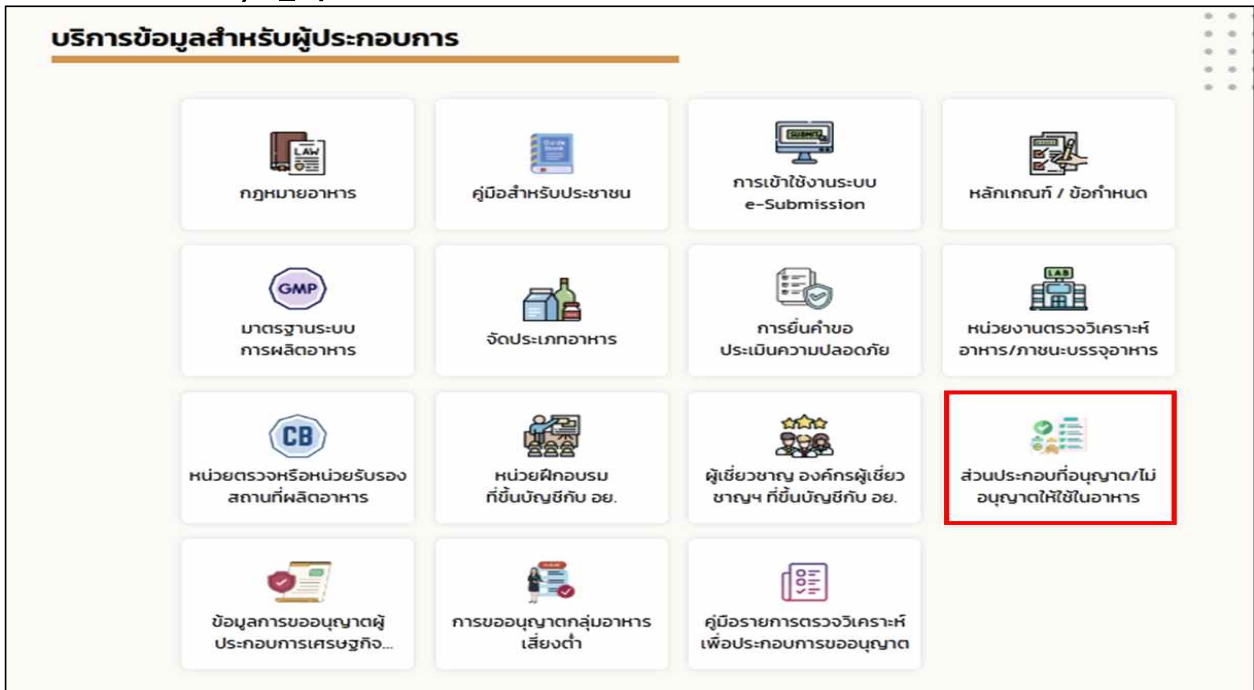 บริการข้อมูลสำหรับผู้ประกอบการ
LAW
กฎหมายอาหาร
Guide
Book
คู่มือสำหรับประชาชน
SUBMIT
การเข้าใช้งานระบบ
e-Submission
หลักเกณฑ์ / ข้อกำหนด
GMP
มาตรฐานระบบ
การผลิตอาหาร
จัดประเภทอาหาร
การยื่นคำขอ
ประเมินความปลอดภัย
LAB
หน่วยงานตรวจวิเคราะห์
อาหาร/ภาชนะบรรจุอาหาร
CB
หน่วยตรวจหรือหน่วยรับรอง
สถานที่ผลิตอาหาร
หน่วยฝึกอบรม
ที่ขึ้นบัญชีกับ อย.
ผู้เชี่ยวชาญ องค์กรผู้เชี่ยว
ชาญฯ ที่ขึ้นบัญชีกับ อย.
ส่วนประกอบที่อนุญาต/ไม่
อนุญาตให้ใช้ในอาหาร
ข้อมูลการขออนุญาตผู้
ประกอบการเศรษฐกิจ...
การขออนุญาตกลุ่มอาหาร
เสี่ยงต่ำ
คู่มือรายการตรวจวิเคราะห์
เพื่อประกอบการขออนุญาต